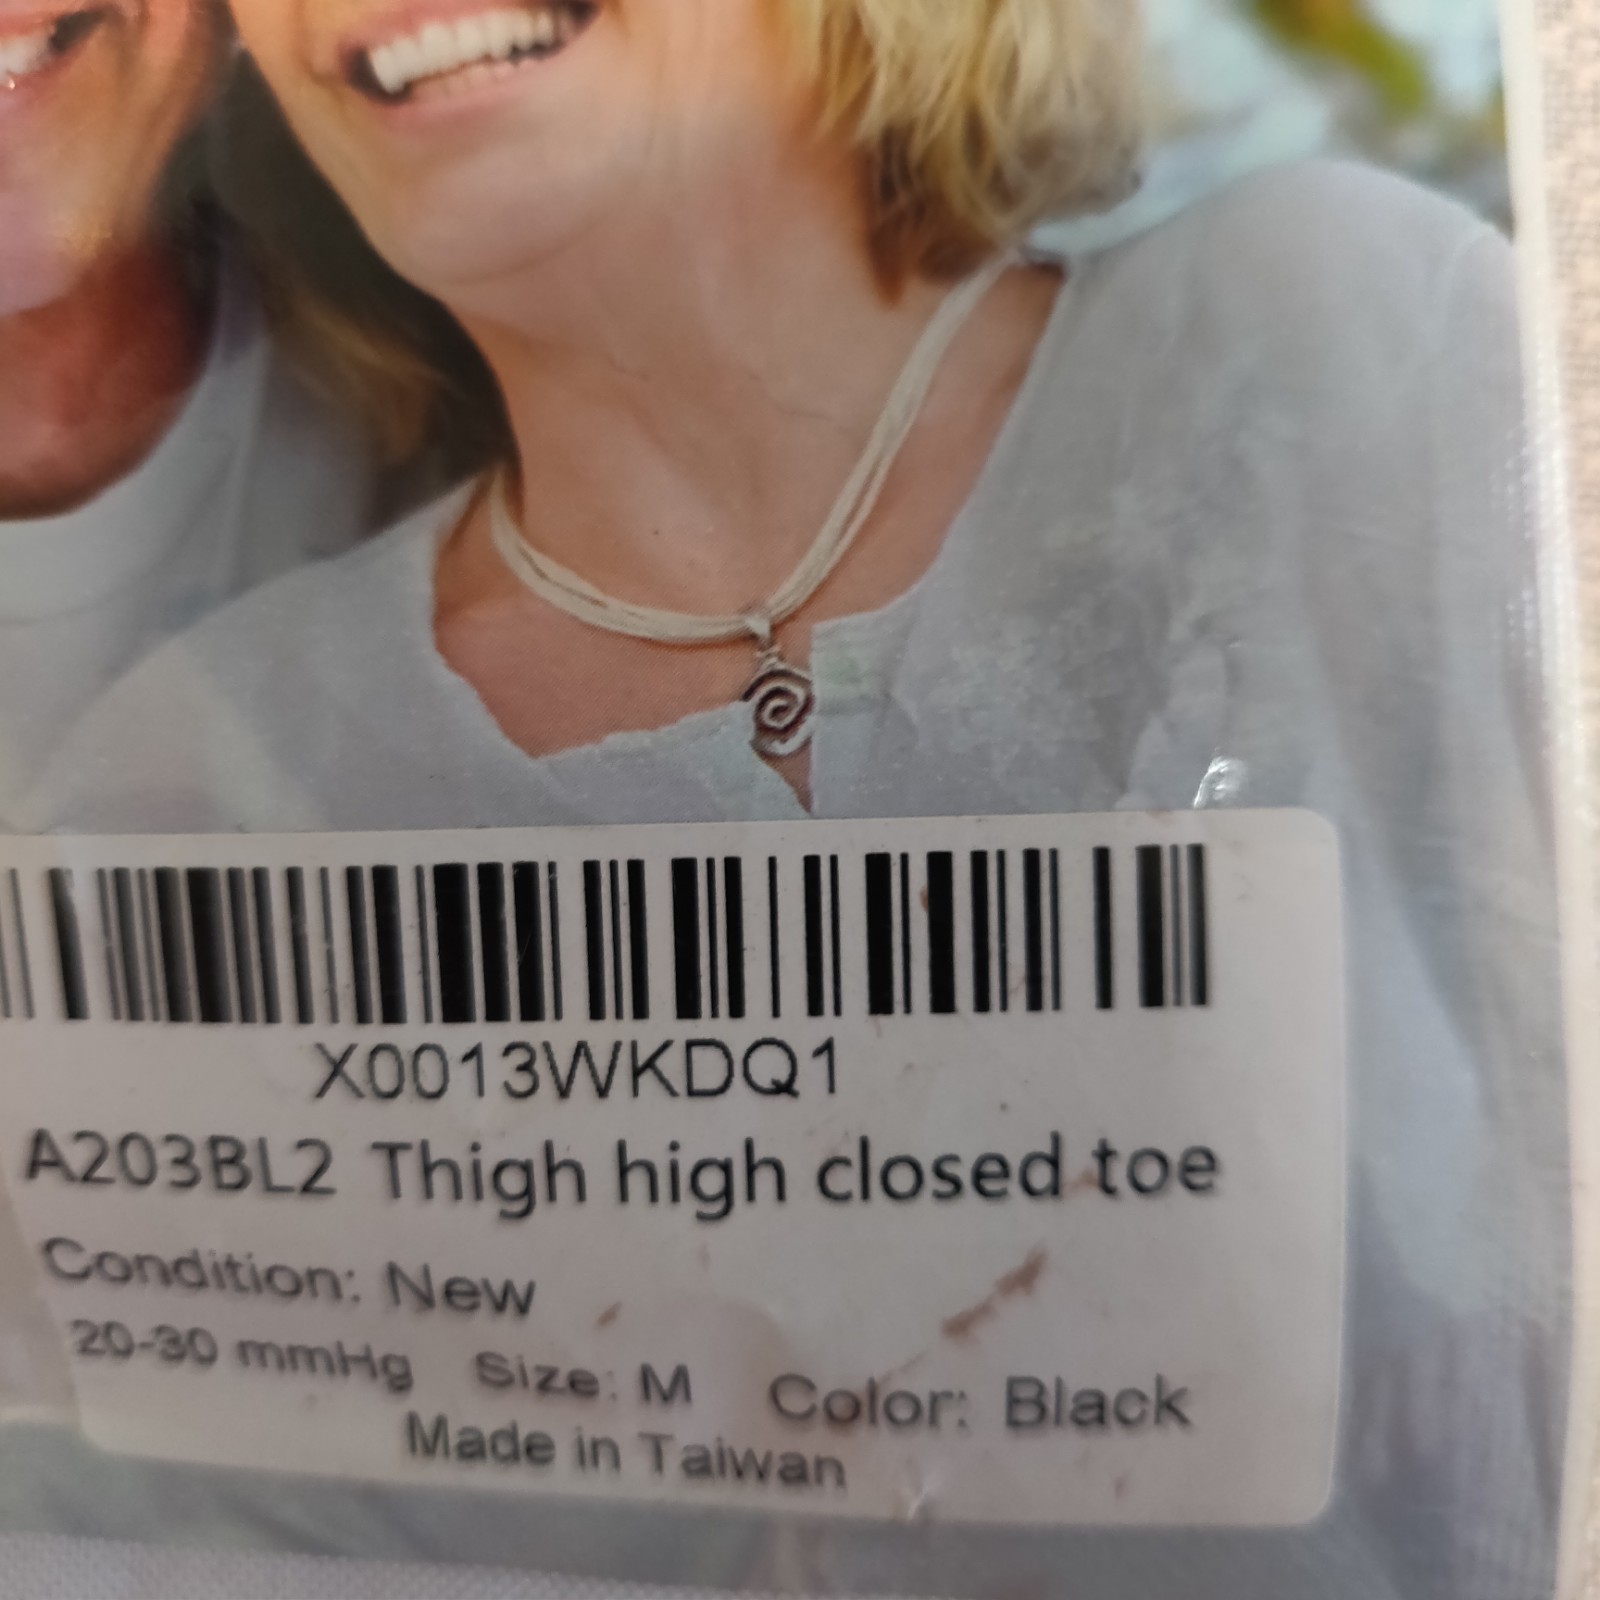 X0013WKDQ1
A203BL2 Thigh high closed toe
Condition: New
20-30 mmHg Size: M Color: Black
Made in Taiwan